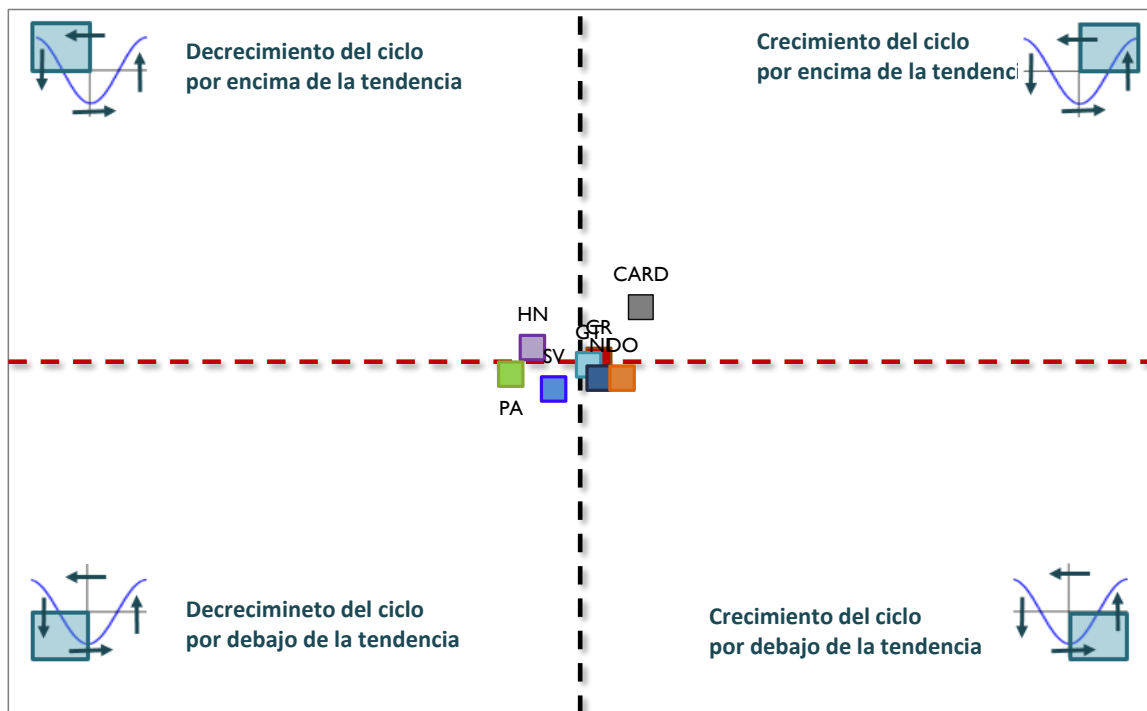 Decrecimiento del ciclo
por encima de la tendencia
Crecimiento del ciclo
por encima de la tendenci
CARD
HN
CR
GT
NI
DO
SV
PA
Decrecimineto del ciclo
por debajo de la tendencia
Crecimiento del ciclo
por debajo de la tendencia